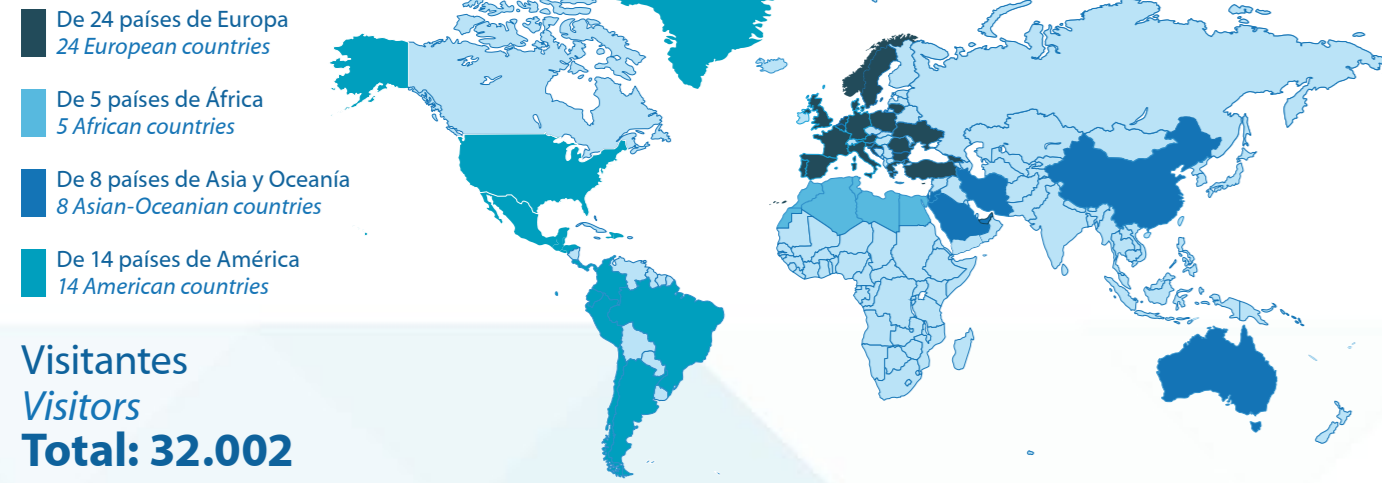 De 24 países de Europa
24 European countries
De 5 países de África
5 African countries
De 8 países de Asia y Oceanía
8 Asian-Oceanian countries
De 14 países de América
14 American countries
Visitantes
Visitors
Total: 32.002